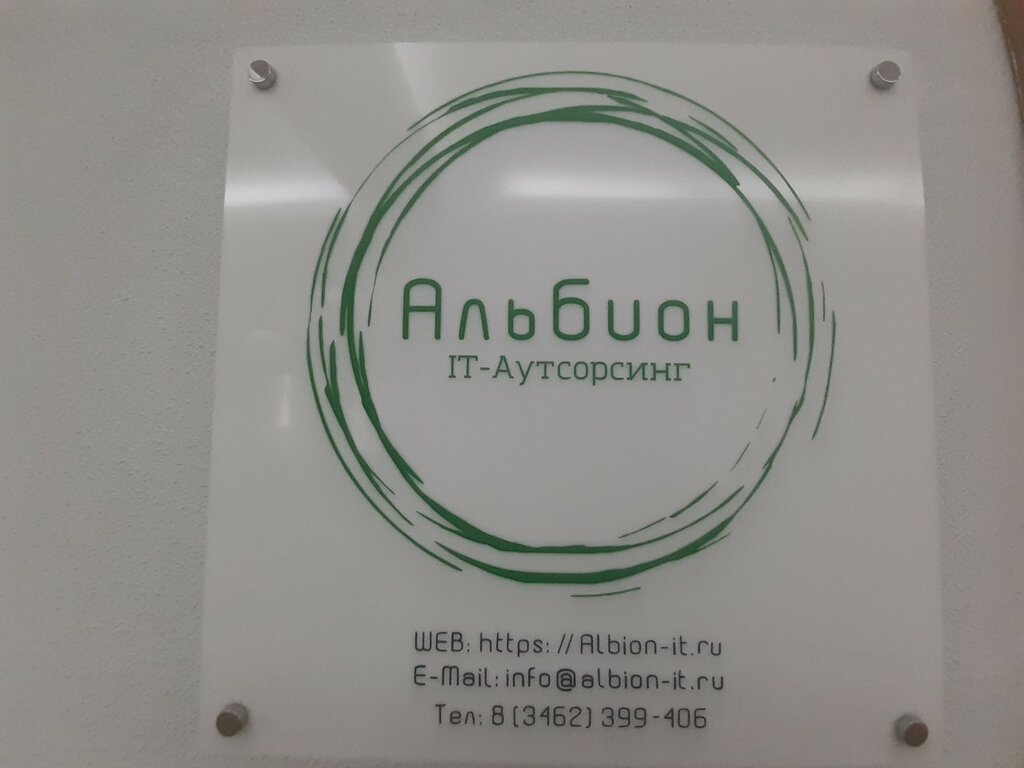 Альбион
IT-Аутсорсинг
WEB: https: // Albion-it.ru
E-Mail: info@albion-it.ru
Тел: 8 (3462) 399-406